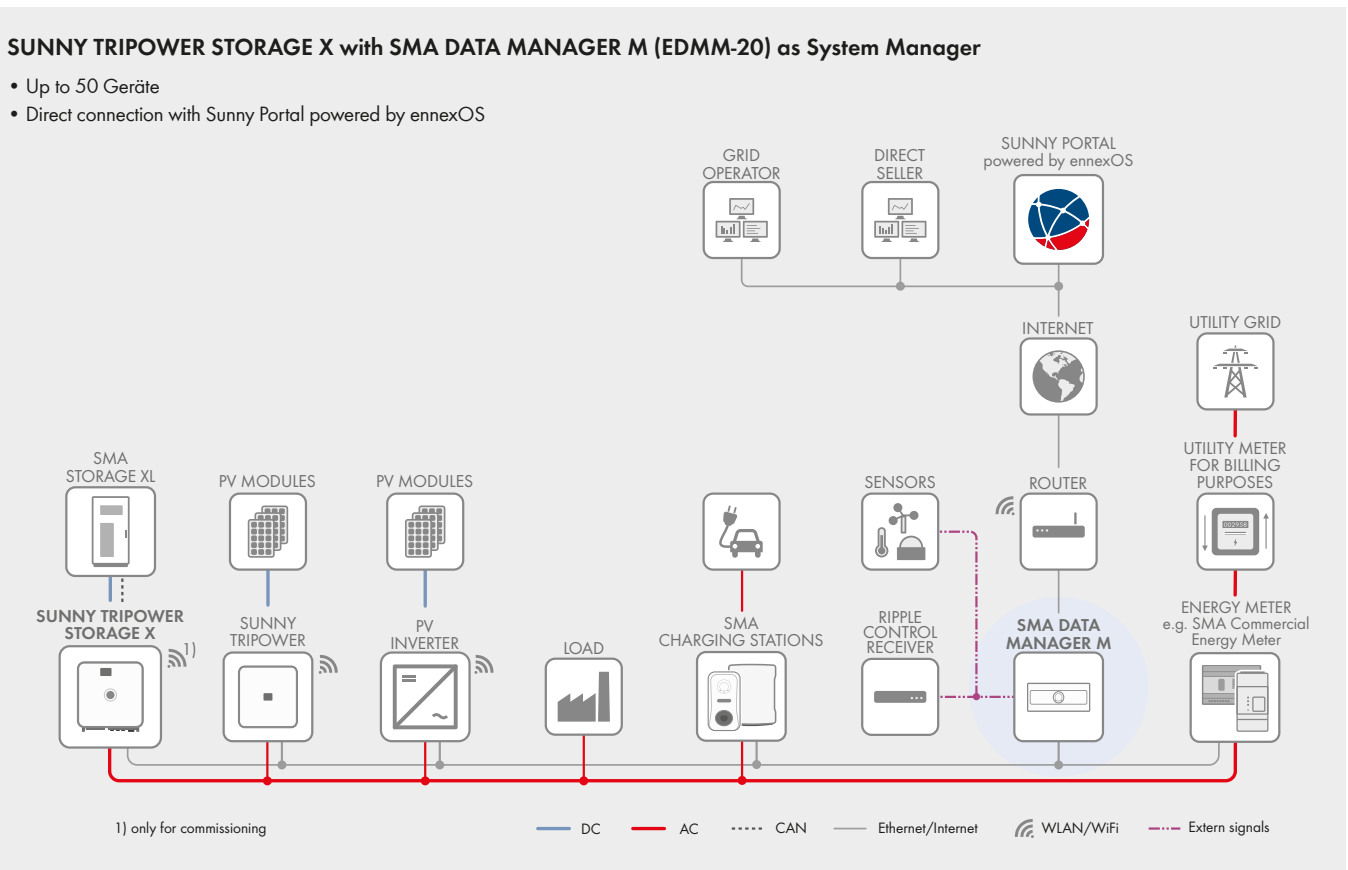 SUNNY TRIPOWER STORAGE X with SMA DATA MANAGER M (EDMM-20) as System Manager
• Up to 50 Geräte
• Direct connection with Sunny Portal powered by ennexOS
GRID
OPERATOR
DIRECT
SELLER
SUNNY PORTAL
powered by ennexOS
INTERNET
UTILITY GRID
SMA
STORAGE XL
PV MODULES
PV MODULES
SENSORS
ROUTER
UTILITY METER
FOR BILLING
PURPOSES
002958
SUNNY TRIPOWER
STORAGE X
1)
SUNNY
TRIPOWER
PV
INVERTER
LOAD
SMA
CHARGING STATIONS
RIPPLE
CONTROL
RECEIVER
SMA DATA
MANAGER M
ENERGY METER
e.g. SMA Commercial
Energy Meter
1) only for commissioning
DC
AC
CAN
Ethernet/Internet
WLAN/WiFi
Extern signals